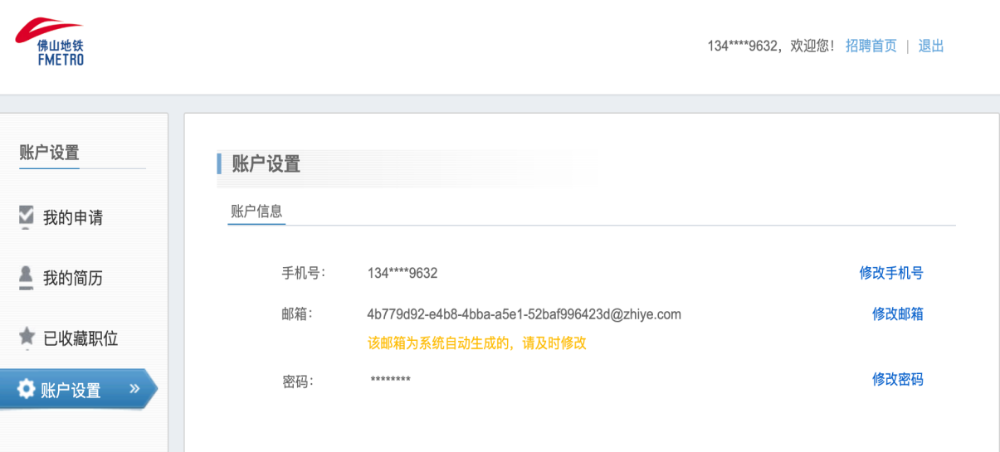 佛山地铁
FMETRO
134****9632，欢迎您！ 招聘首页 | 退出
账户设置
我的申请
我的简历
已收藏职位
账户设置 »
账户设置
账户信息
手机号： 134****9632 修改手机号
邮箱： 4b779d92-e4b8-4bba-a5e1-52baf996423d@zhiye.com 修改邮箱
该邮箱为系统自动生成的，请及时修改
密码： ******** 修改密码